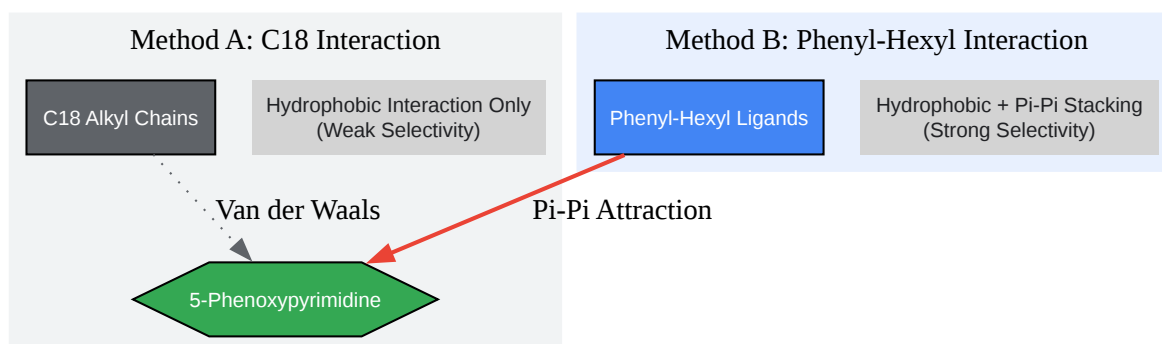 Method A: C18 Interaction
Method B: Phenyl-Hexyl Interaction
C18 Alkyl Chains
Hydrophobic Interaction Only
(Weak Selectivity)
Phenyl-Hexyl Ligands
Hydrophobic + Pi-Pi Stacking
(Strong Selectivity)
Van der Waals
Pi-Pi Attraction
5-Phenoxypyrimidine